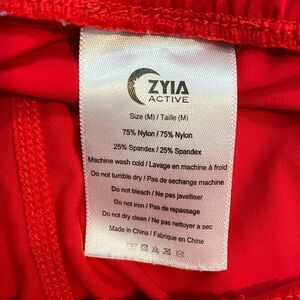 ZYIA
ACTIVE
Size (M) / Taille (M)
75% Nylon / 75% Nylon
25% Spandex / 25% Spandex
Machine wash cold / Lavage en machine à froid
Do not tumble dry / Pas de sechange machine
Do not bleach / Ne pas javelliser
Do not iron / Pas de repassage
Do not dry clean / Ne pas nettoyer a sec
Made in China / Fabrique en Chine